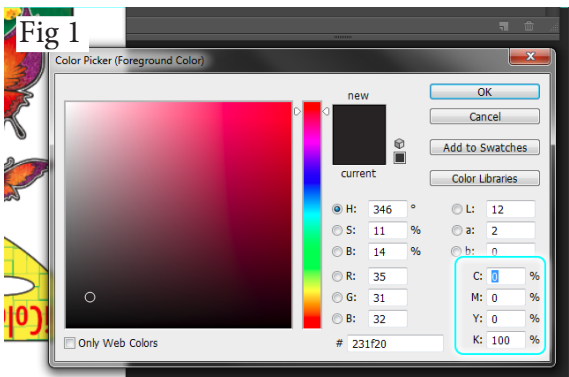 Fig 1
Color Picker (Foreground Color)
new
current
OK
Cancel
Add to Swatches
Color Libraries
H: 346 °
S: 11 %
B: 14 %
R: 35
G: 31
B: 32
L: 12
a: 2
b: 0
C: 0 %
M: 0 %
Y: 0 %
K: 100 %
Only Web Colors
# 231f20